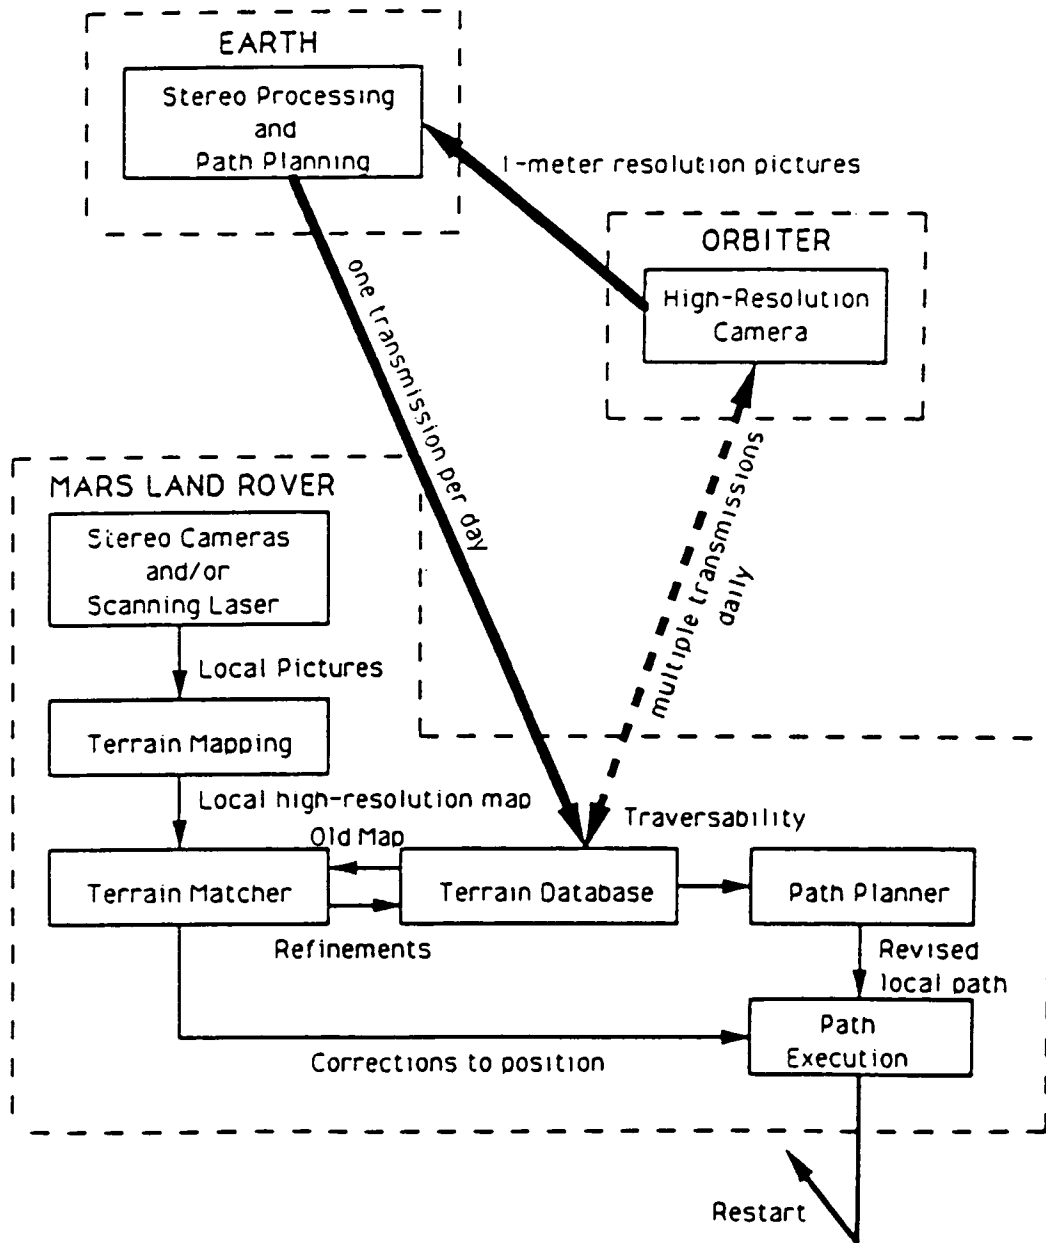 EARTH
Stereo Processing
and
Path Planning
1-meter resolution pictures
ORBITER
High-Resolution
Camera
one transmission per day
multiple transmissions
daily
MARS LAND ROVER
Stereo Cameras
and/or
Scanning Laser
Local Pictures
Terrain Mapping
Local high-resolution map
Old Map
Traversability
Terrain Matcher
Terrain Database
Path Planner
Refinements
Revised
local path
Path
Execution
Corrections to position
Restart